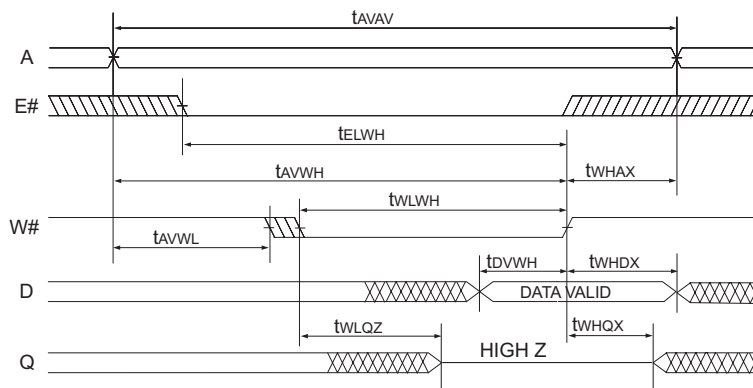 tAVAV
A
E#
tELWH
tAVWH
tWHAX
tWLWH
W#
tAVWL
tDVWH
tWHDX
D
DATA VALID
tWLQZ
tWHQX
HIGH Z
Q